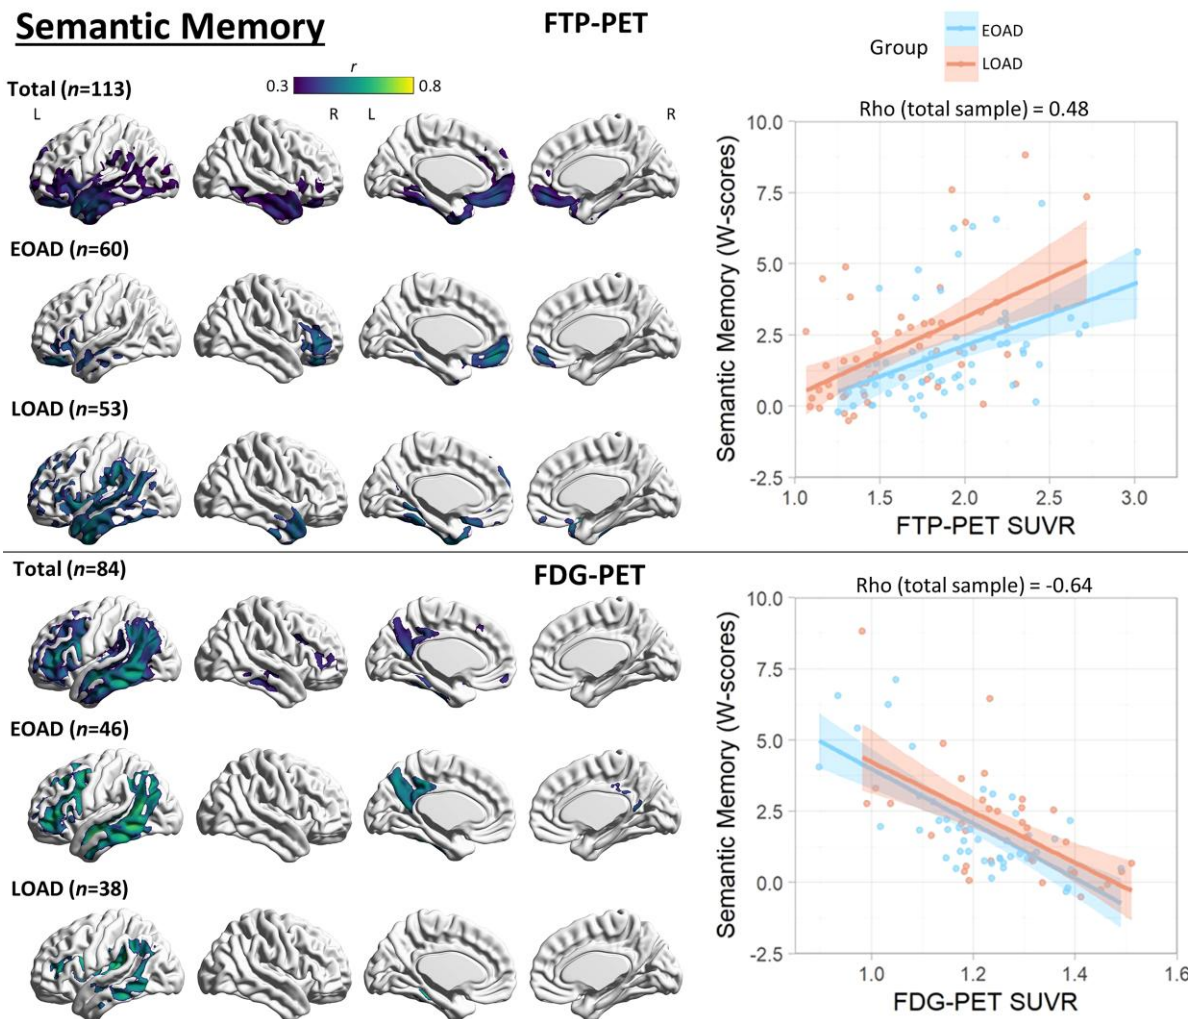 Semantic Memory
FTP-PET
Group
EOAD
LOAD
Total (n=113)
r
0.3
0.8
L
R
L
R
EOAD (n=60)
LOAD (n=53)
Rho (total sample) = 0.48
10.0
7.5
5.0
2.5
0.0
-2.5
Semantic Memory (W-scores)
1.0
1.5
2.0
2.5
3.0
FTP-PET SUVR
Total (n=84)
FDG-PET
EOAD (n=46)
LOAD (n=38)
Rho (total sample) = -0.64
10.0
7.5
5.0
2.5
0.0
-2.5
Semantic Memory (W-scores)
1.0
1.2
1.4
1.6
FDG-PET SUVR